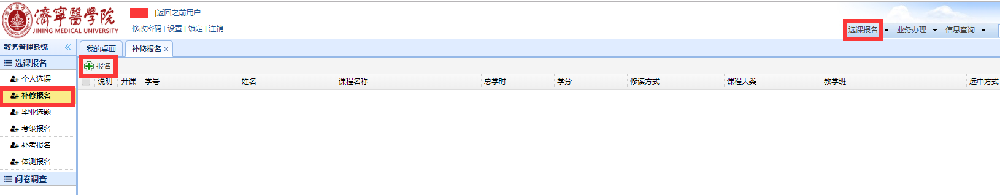 濟寧醫學院
JINING MEDICAL UNIVERSITY
|返回之前用户
修改密码 | 设置 | 锁定 | 注销
选课报名 业务办理 信息查询
教务管理系统
我的桌面 补修报名
选课报名
报名
个人选课
说明 开课 学号 姓名 课程名称 总学时 学分 修读方式 课程大类 教学班 选中方式
补修报名
毕业选题
考级报名
补考报名
体测报名
问卷调查